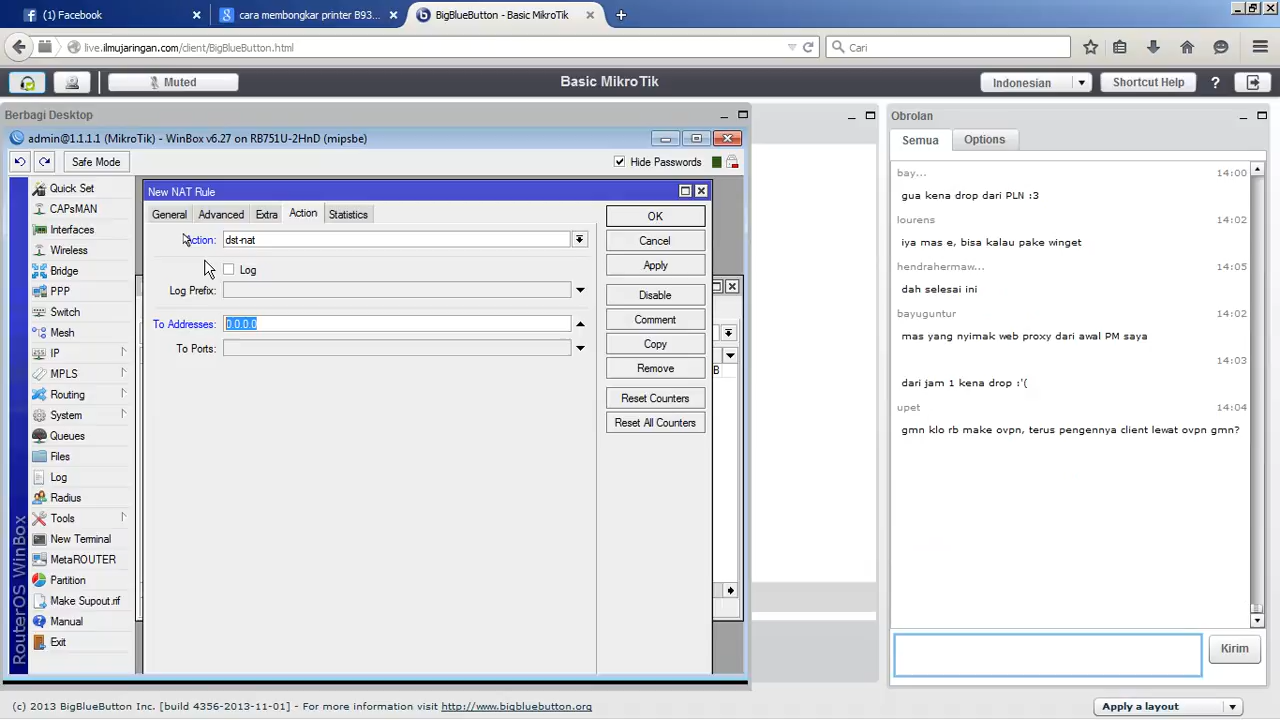 (1) Facebook
cara membongkar printer B93...
BigBlueButton - Basic MikroTik
live.ilmujaringan.com/client/BigBlueButton.html
Cari
Muted
Basic MikroTik
Indonesian
Shortcut Help
?
Berbagi Desktop
admin@1.1.1.1 (MikroTik) - WinBox v6.27 on RB751U-2HnD (mipsbe)
Safe Mode
Hide Passwords
Quick Set
CAPsMAN
Interfaces
Wireless
Bridge
PPP
Switch
Mesh
IP
MPLS
Routing
System
Queues
Files
Log
Radius
Tools
New Terminal
MetaROUTER
Partition
Make Supout.rif
Manual
Exit
RouterOS WinBox
New NAT Rule
General
Advanced
Extra
Action
Statistics
Action: dst-nat
Log
Log Prefix:
To Addresses: 0.0.0.0
To Ports:
OK
Cancel
Apply
Disable
Comment
Copy
Remove
Reset Counters
Reset All Counters
B
Obrolan
Semua
Options
bay... 14:00
gua kena drop dari PLN :3
lourens 14:02
iya mas e, bisa kalau pake winget
hendrahermaw... 14:05
dah selesai ini
bayuguntur 14:02
mas yang nyimak web proxy dari awal PM saya
14:03
dari jam 1 kena drop :'(
upet 14:04
gmn klo rb make ovpn, terus pengennya client lewat ovpn gmn?
Kirim
(c) 2013 BigBlueButton Inc. [build 4356-2013-11-01] - For more information visit http://www.bigbluebutton.org
Apply a layout